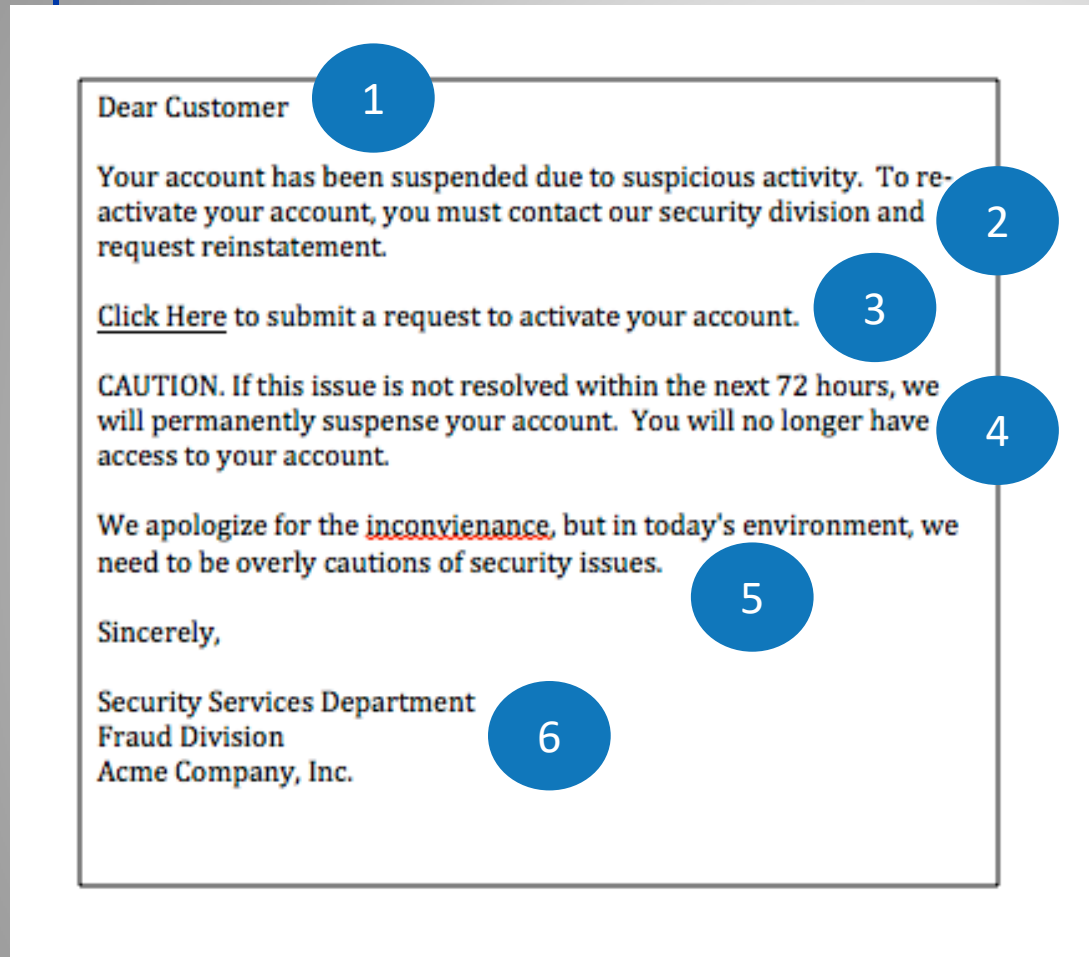 Dear Customer 1
Your account has been suspended due to suspicious activity.  To re-
activate your account, you must contact our security division and
2
request reinstatement.
Click Here to submit a request to activate your account. 3
CAUTION. If this issue is not resolved within the next 72 hours, we
will permanently suspense your account.  You will no longer have
4
access to your account.
We apologize for the inconvienance, but in today's environment, we
need to be overly cautions of security issues.
5
Sincerely,
Security Services Department
Fraud Division
6
Acme Company, Inc.